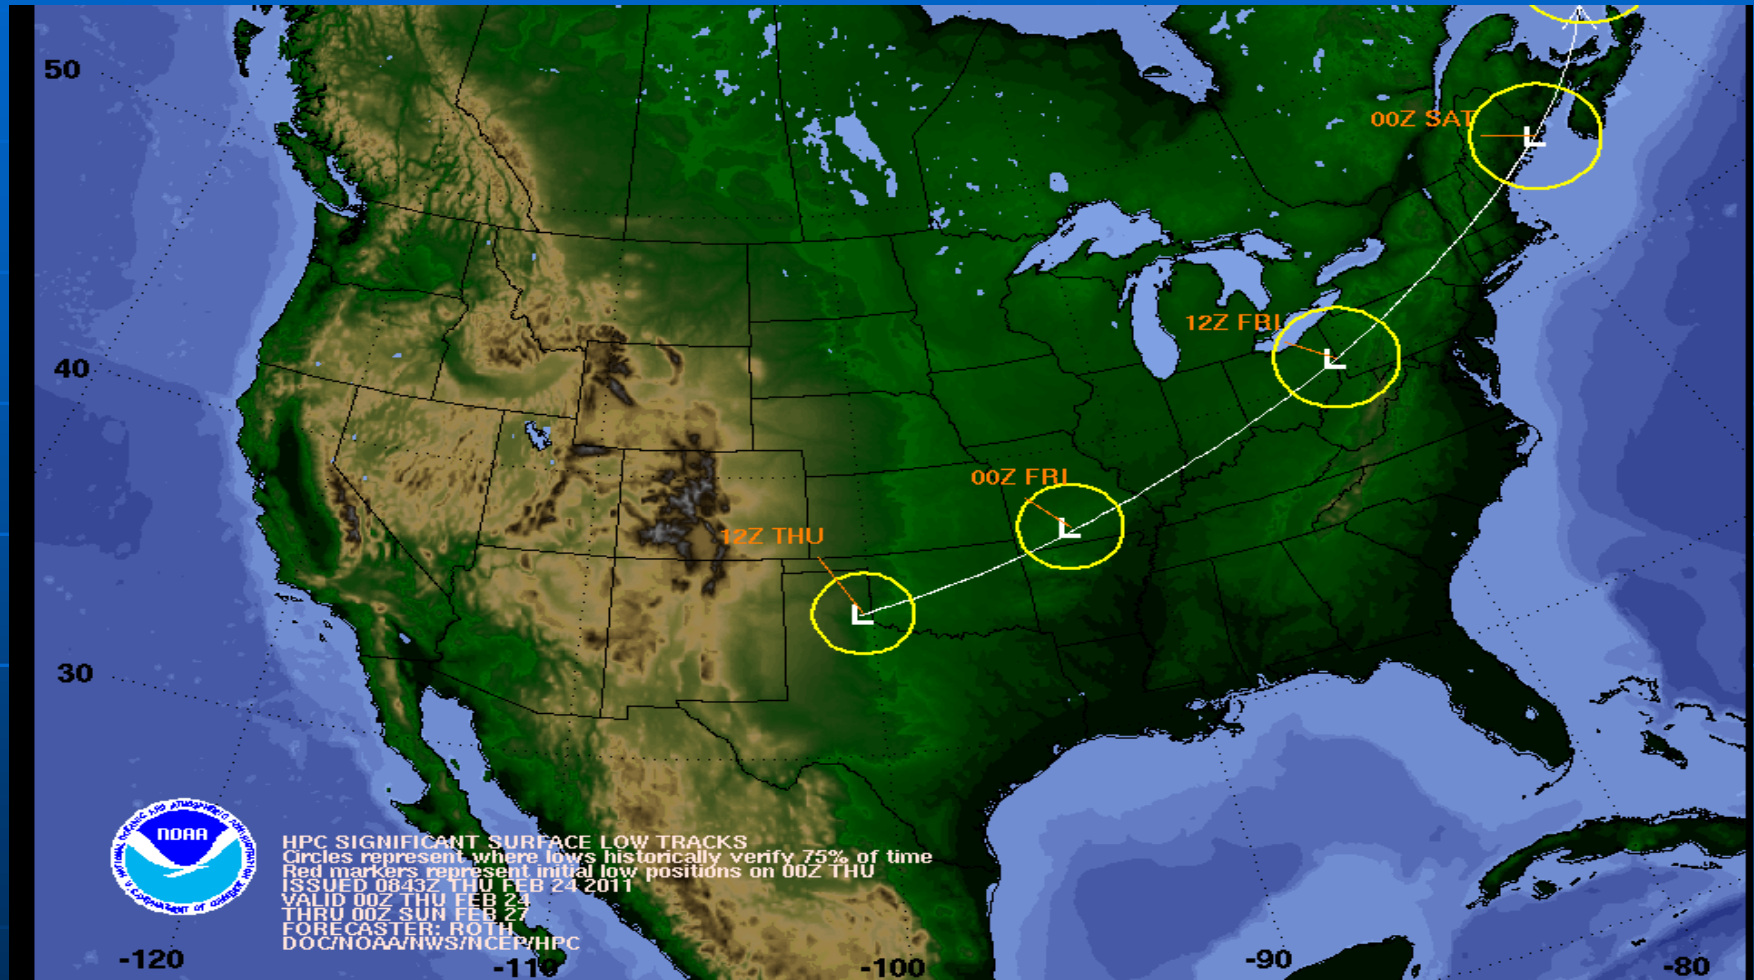 50
00Z SAT
12Z FRI
40
00Z FRI
12Z THU
30
NOAA
HPC SIGNIFICANT SURFACE LOW TRACKS
Circles represent where lows historically verify 75% of time
Red markers represent initial low positions on 00Z THU
ISSUED 0843Z THU FEB 24 2011
VALID 00Z THU FEB 24
THRU 00Z SUN FEB 27
FORECASTER: ROTH
DOC/NOAA/NWS/NCEP/HPC
-120
-110
-100
-90
-80
L
L
L
L